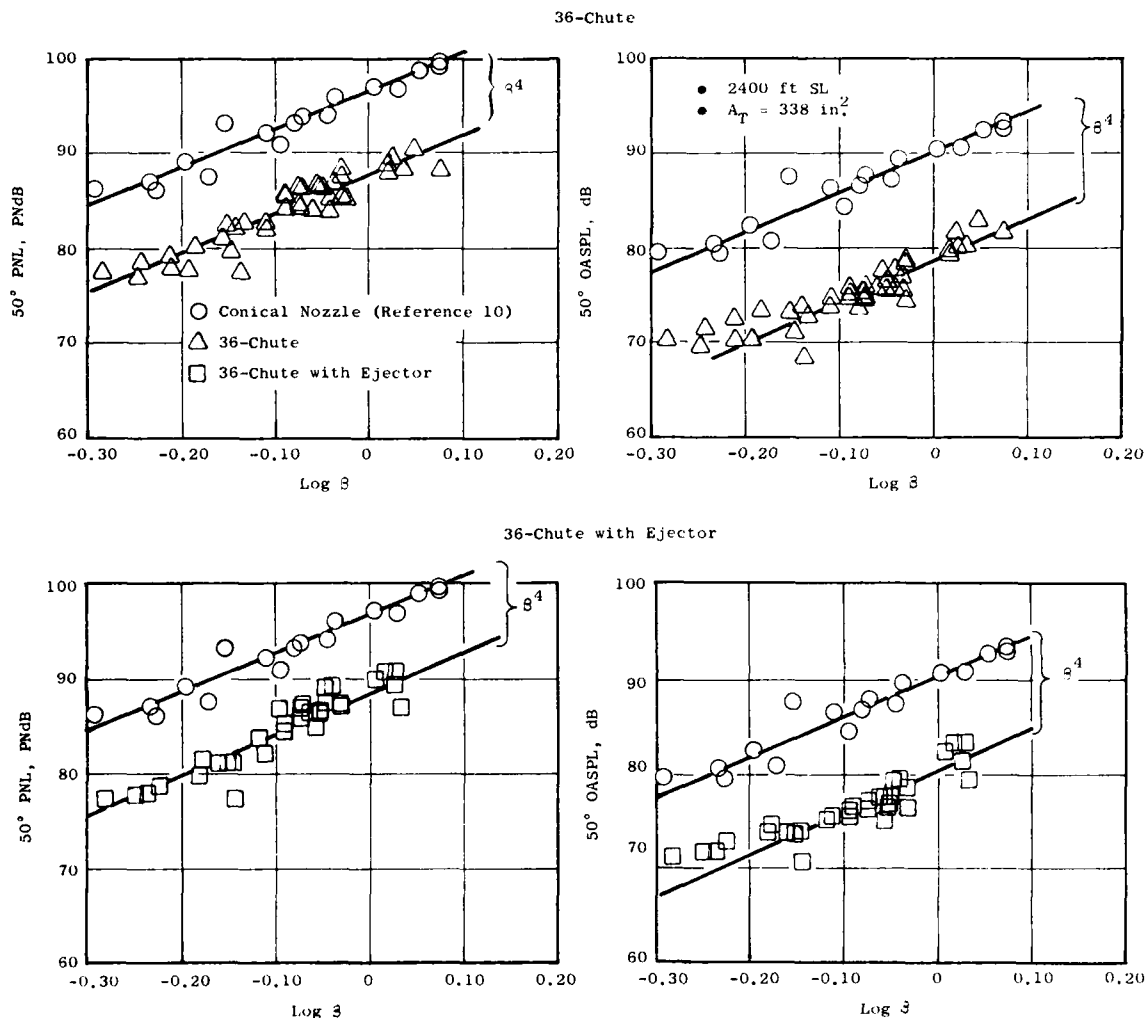 36-Chute
100
90
80
70
60
50° PNL, PNdB
-0.30 -0.20 -0.10 0 0.10 0.20
Log β
Conical Nozzle (Reference 10)
36-Chute
36-Chute with Ejector
β⁴
100
90
80
70
60
50° OASPL, dB
-0.30 -0.20 -0.10 0 0.10 0.20
Log β
• 2400 ft SL
• A_T = 338 in².
β⁴
36-Chute with Ejector
100
90
80
70
60
50° PNL, PNdB
-0.30 -0.20 -0.10 0 0.10 0.20
Log β
β⁴
100
90
80
70
60
50° OASPL, dB
-0.30 -0.20 -0.10 0 0.10 0.20
Log β
β⁴